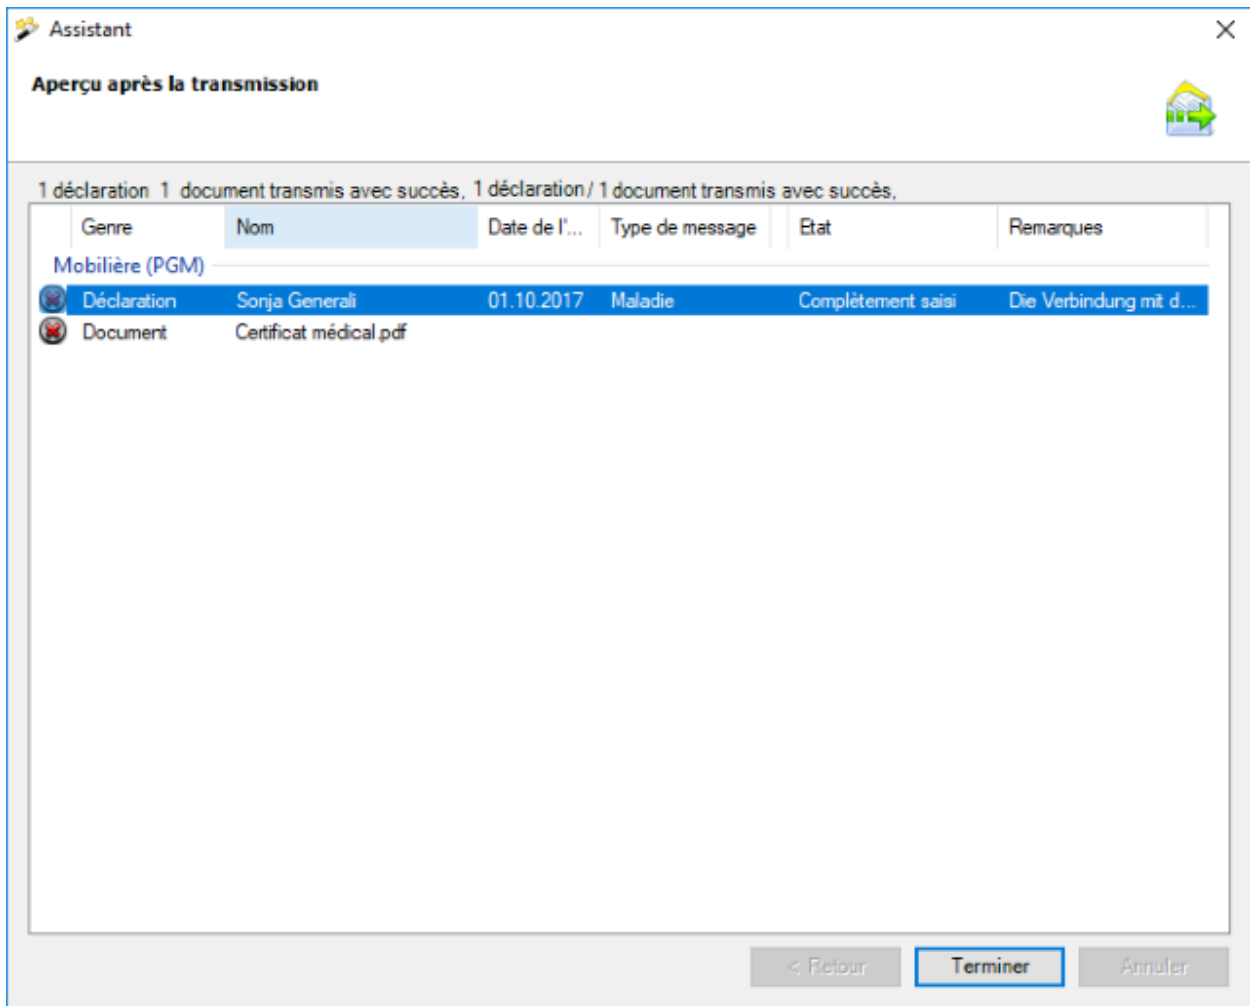 Assistant
Aperçu après la transmission
1 déclaration 1 document transmis avec succès, 1 déclaration / 1 document transmis avec succès,
Genre Nom Date de l'... Type de message Etat Remarques
Mobilière (PGM)
Déclaration Sonja Generali 01.10.2017 Maladie Complètement saisi Die Verbindung mit d...
Document Certificat médical.pdf
< Retour Terminer Annuler